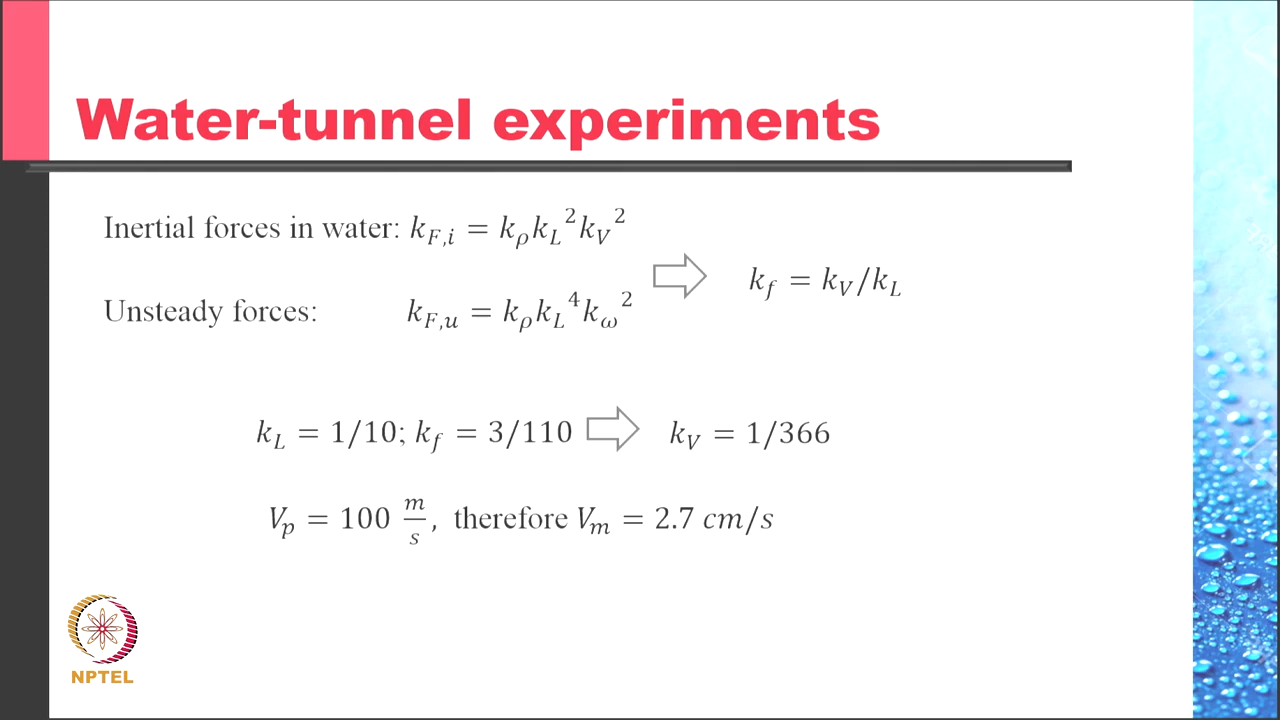 Water-tunnel experiments
Inertial forces in water: k_{F,i} = k_ρ k_L² k_V²
k_f = k_V/k_L
Unsteady forces: k_{F,u} = k_ρ k_L⁴ k_ω²
k_L = 1/10; k_f = 3/110 k_V = 1/366
V_p = 100 m/s, therefore V_m = 2.7 cm/s
NPTEL